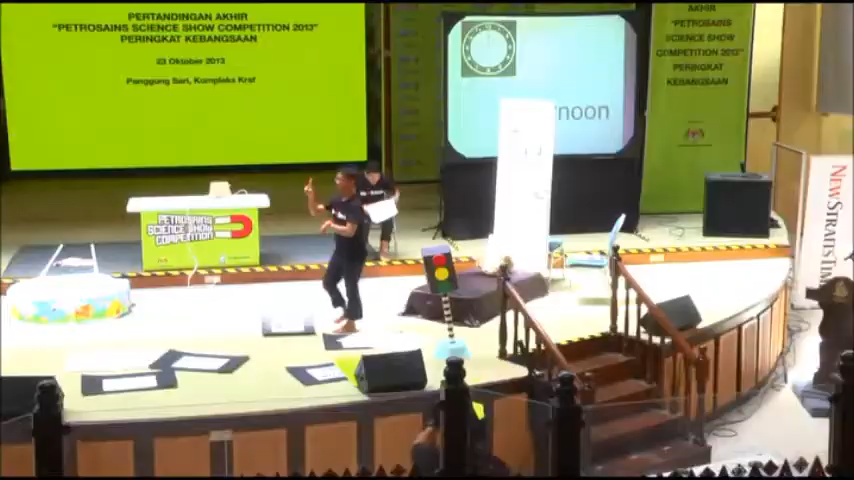 PERTANDINGAN AKHIR
"PETROSAINS SCIENCE SHOW COMPETITION 2013"
PERINGKAT KEBANGSAAN
23 Oktober 2013
Panggung Sari, Kompleks Kraf
noon
AKHIR
"PETROSAINS
SCIENCE SHOW
COMPETITION 2013"
PERINGKAT
KEBANGSAAN
PETROSAINS
SCIENCE SHOW
COMPETITION
NEW STRAITS TIM